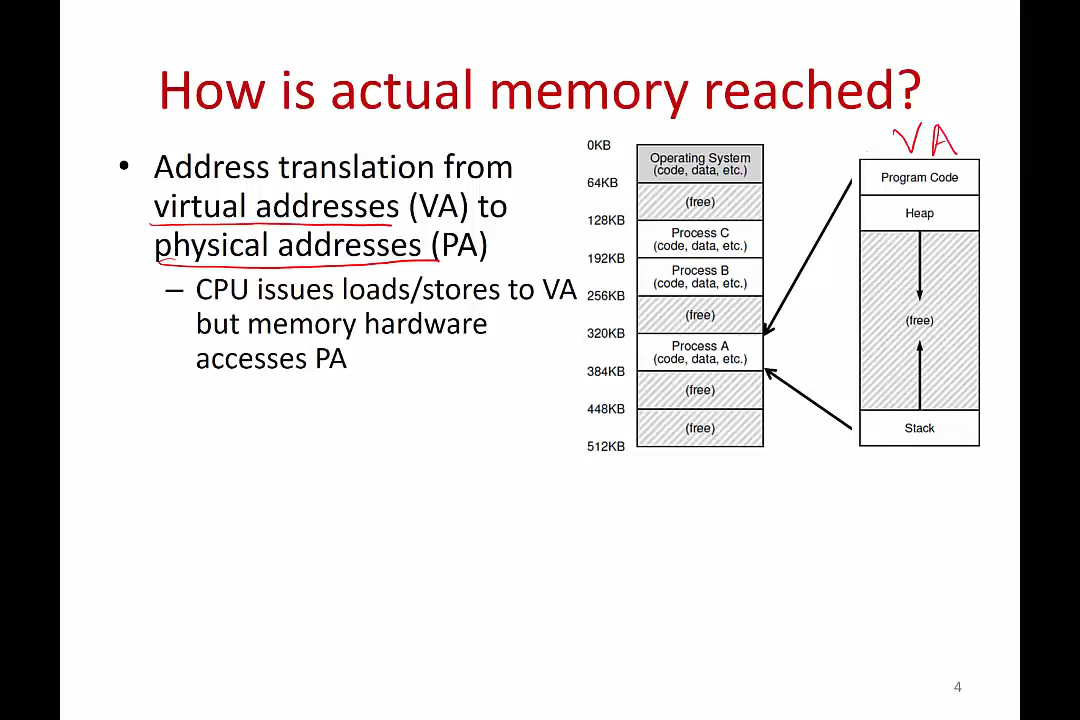 How is actual memory reached?
• Address translation from
virtual addresses (VA) to
physical addresses (PA)
– CPU issues loads/stores to VA
but memory hardware
accesses PA
0KB
Operating System
(code, data, etc.)
64KB
(free)
128KB
Process C
(code, data, etc.)
192KB
Process B
(code, data, etc.)
256KB
(free)
320KB
Process A
(code, data, etc.)
384KB
(free)
448KB
(free)
512KB
VA
Program Code
Heap
(free)
Stack
4